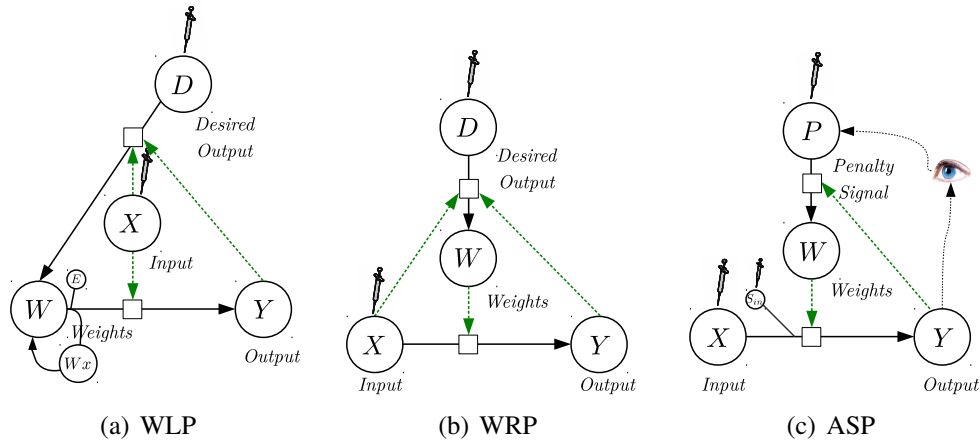 D
Desired
Output
X
Input
E
W
Weights
Wx
Y
Output
(a) WLP
D
Desired
Output
W
Weights
X
Input
Y
Output
(b) WRP
P
Penalty
Signal
W
Weights
S_in
X
Input
Y
Output
(c) ASP